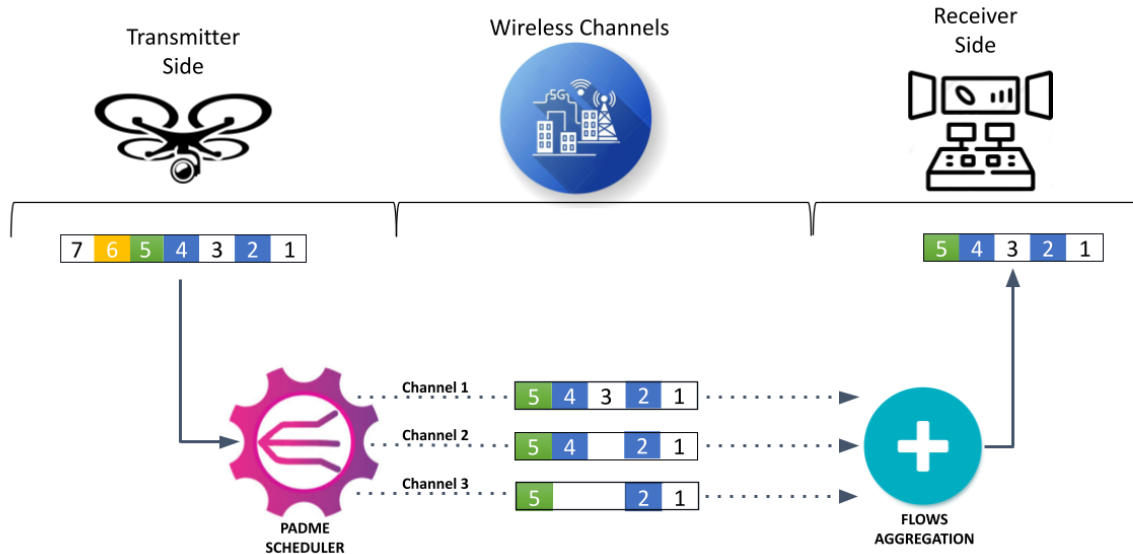 Transmitter
Side
Wireless Channels
Receiver
Side
5G
7 6 5 4 3 2 1
5 4 3 2 1
Channel 1
5 4 3 2 1
Channel 2
5 4 2 1
Channel 3
5 2 1
PADME
SCHEDULER
FLOWS
AGGREGATION